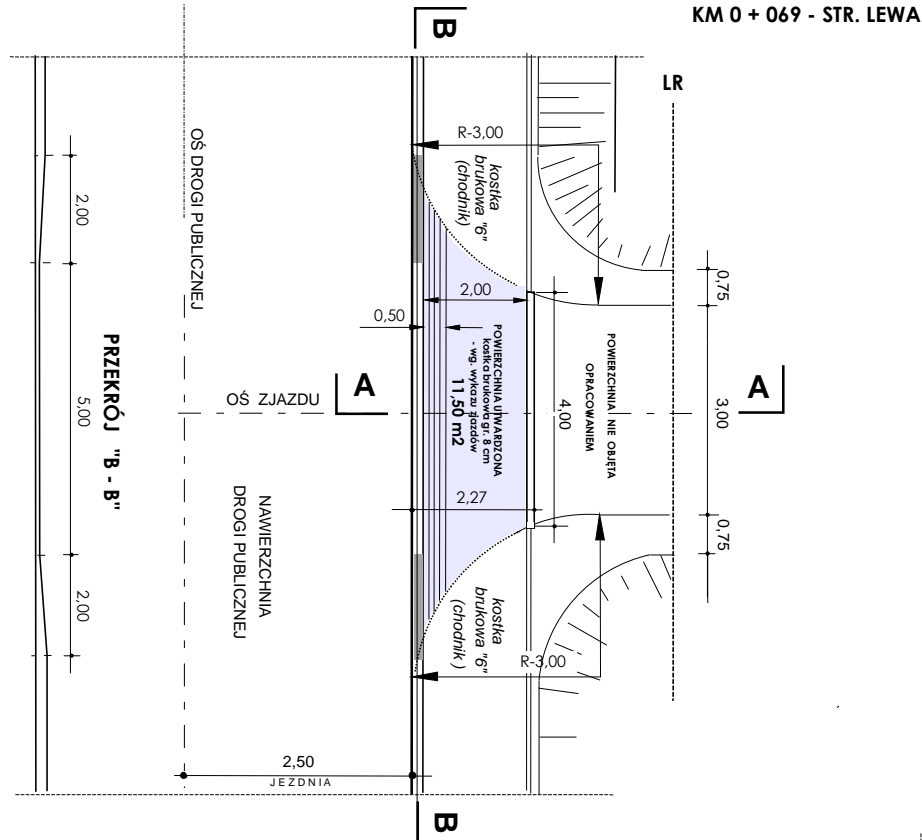 KM 0 + 069 - STR. LEWA
B
LR
R-3,00
OŚ DROGI PUBLICZNEJ
kostka
brukowa "6"
(chodnik)
2,00
2,00
0,75
0,50
PRZEKRÓJ "B - B"
5,00
OŚ ZJAZDU
A
POWIERZCHNIA UTWARDZONA
kostka brukowa gr. 8 cm
- wg. wykazu zjazdów
11,50 m2
4,00
POWIERZCHNIA NIE OBJĘTA
OPRACOWANIEM
A
3,00
2,27
NAWIERZCHNIA
DROGI PUBLICZNEJ
0,75
2,00
kostka
brukowa "6"
(chodnik)
R-3,00
2,50
JEZDNIA
B